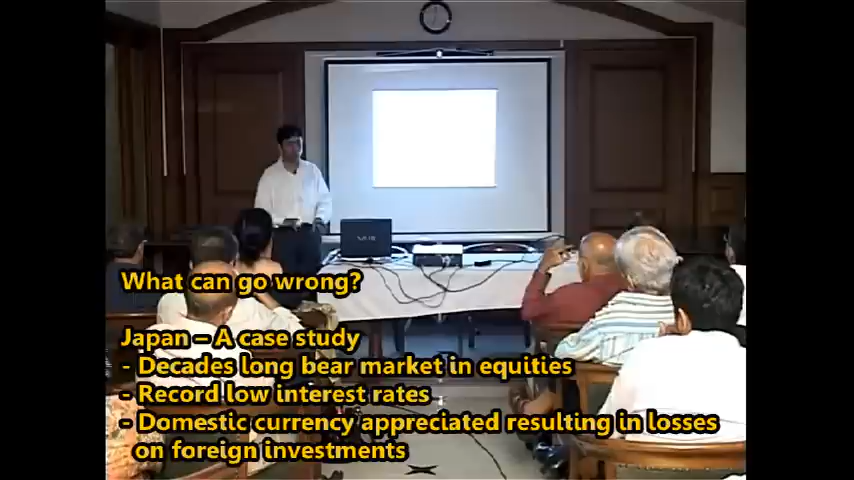 What can go wrong?
Japan – A case study
- Decades long bear market in equities
- Record low interest rates
- Domestic currency appreciated resulting in losses
on foreign investments
VAIO